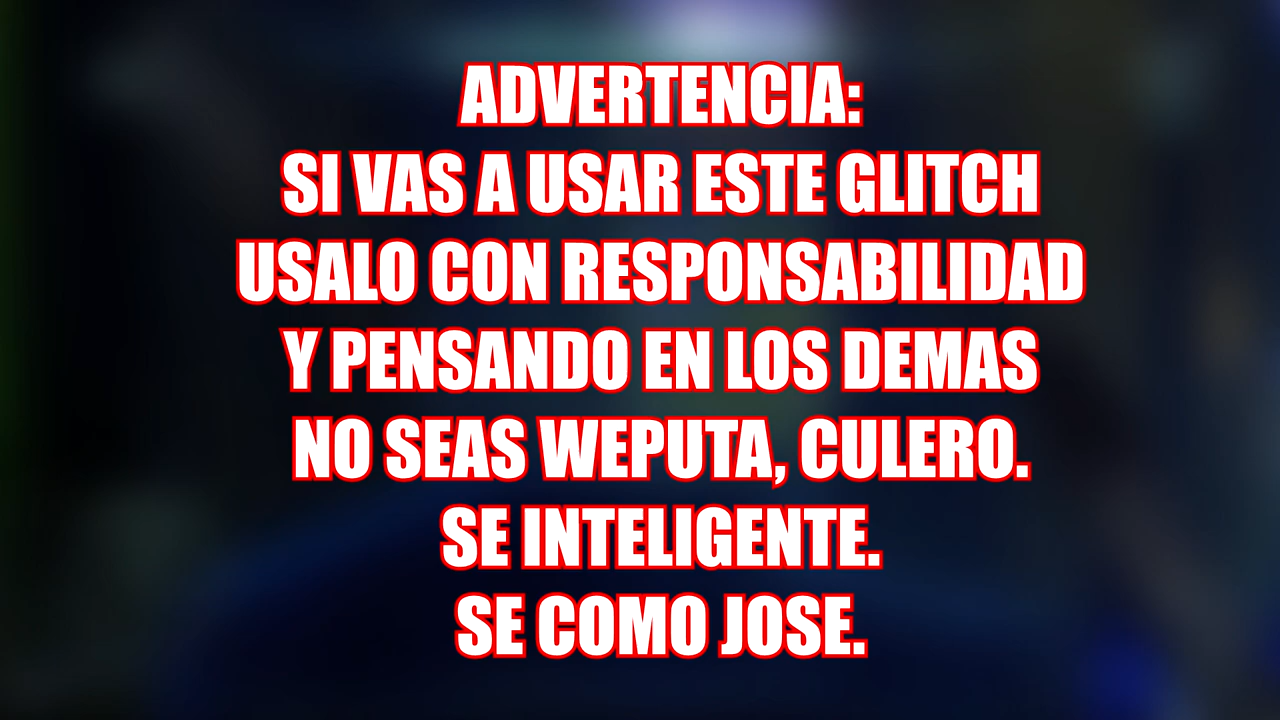 ADVERTENCIA:
SI VAS A USAR ESTE GLITCH
USALO CON RESPONSABILIDAD
Y PENSANDO EN LOS DEMAS
NO SEAS WEPUTA, CULERO.
SE INTELIGENTE.
SE COMO JOSE.